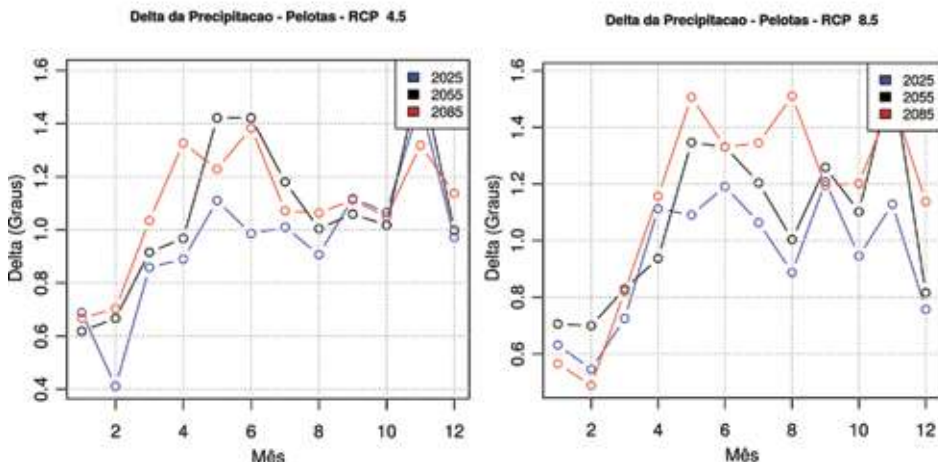 Delta da Precipitacao - Pelotas - RCP 4.5
Delta (Graus)
1.6
1.4
1.2
1.0
0.8
0.6
0.4
2025
2055
2085
2 4 6 8 10 12
Mês
Delta da Precipitacao - Pelotas - RCP 8.5
Delta (Graus)
1.6
1.4
1.2
1.0
0.8
0.6
2025
2055
2085
2 4 6 8 10 12
Mês